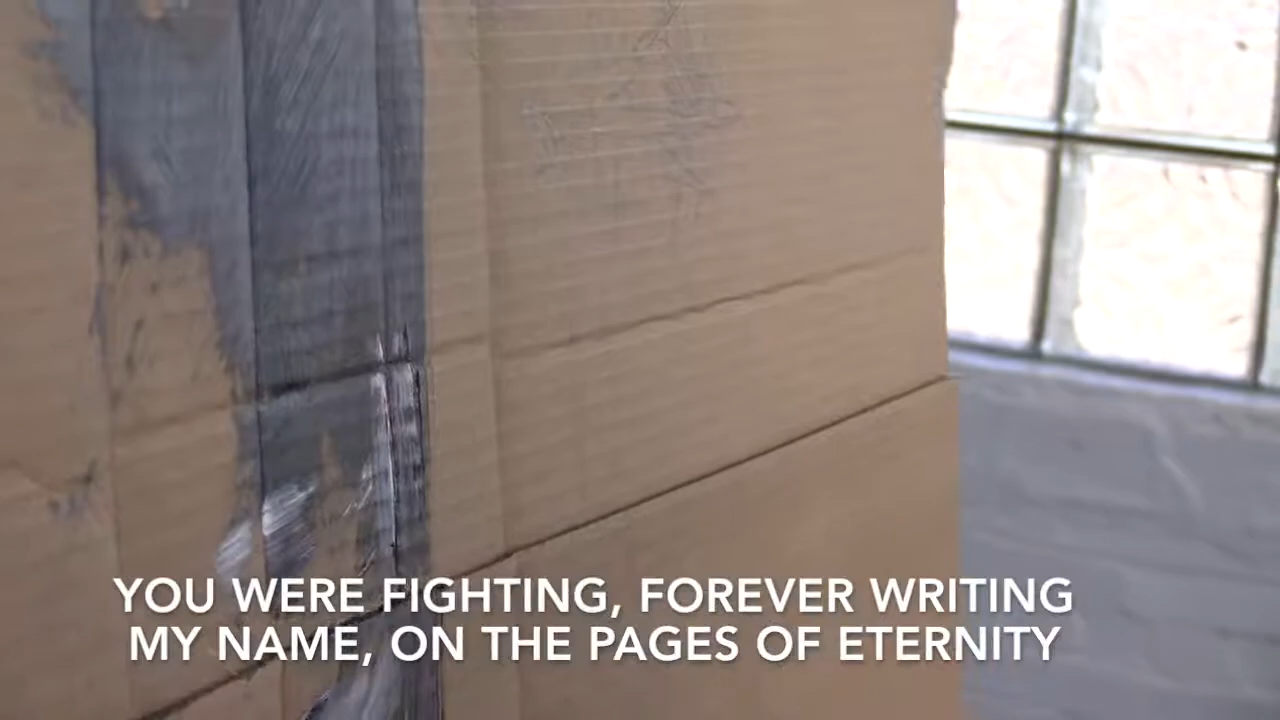 YOU WERE FIGHTING, FOREVER WRITING
MY NAME, ON THE PAGES OF ETERNITY